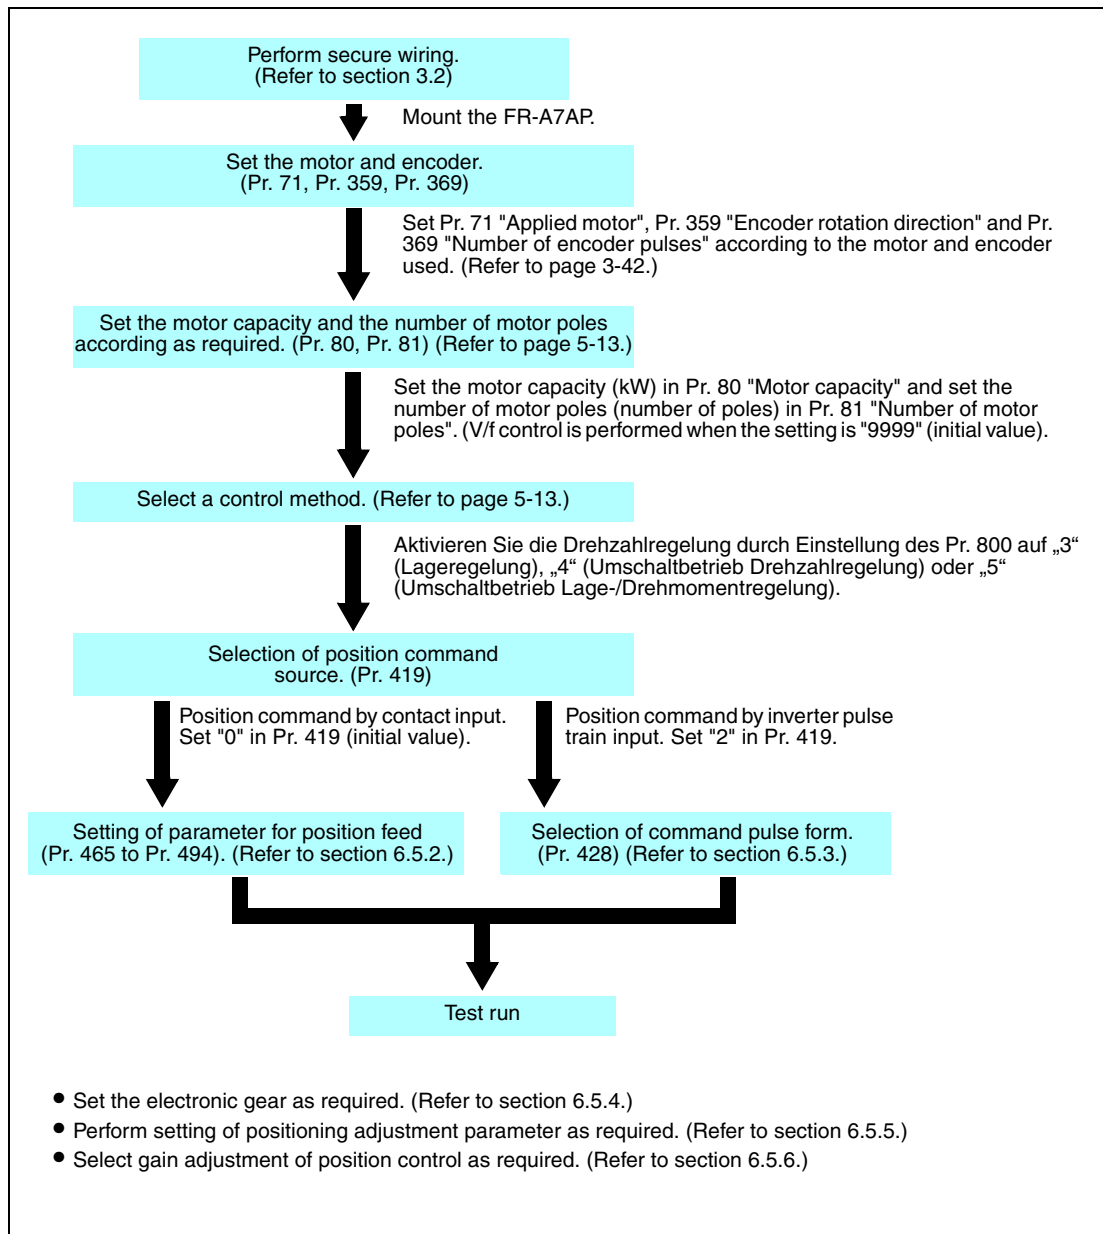 Perform secure wiring.
(Refer to section 3.2)
Mount the FR-A7AP.
Set the motor and encoder.
(Pr. 71, Pr. 359, Pr. 369)
Set Pr. 71 "Applied motor", Pr. 359 "Encoder rotation direction" and Pr.
369 "Number of encoder pulses" according to the motor and encoder
used. (Refer to page 3-42.)
Set the motor capacity and the number of motor poles
according as required. (Pr. 80, Pr. 81) (Refer to page 5-13.)
Set the motor capacity (kW) in Pr. 80 "Motor capacity" and set the
number of motor poles (number of poles) in Pr. 81 "Number of motor
poles". (V/f control is performed when the setting is "9999" (initial value).
Select a control method. (Refer to page 5-13.)
Aktivieren Sie die Drehzahlregelung durch Einstellung des Pr. 800 auf „3“
(Lageregelung), „4“ (Umschaltbetrieb Drehzahlregelung) oder „5“
(Umschaltbetrieb Lage-/Drehmomentregelung).
Selection of position command
source. (Pr. 419)
Position command by contact input.
Set "0" in Pr. 419 (initial value).
Position command by inverter pulse
train input. Set "2" in Pr. 419.
Setting of parameter for position feed
(Pr. 465 to Pr. 494). (Refer to section 6.5.2.)
Selection of command pulse form.
(Pr. 428) (Refer to section 6.5.3.)
Test run
● Set the electronic gear as required. (Refer to section 6.5.4.)
● Perform setting of positioning adjustment parameter as required. (Refer to section 6.5.5.)
● Select gain adjustment of position control as required. (Refer to section 6.5.6.)